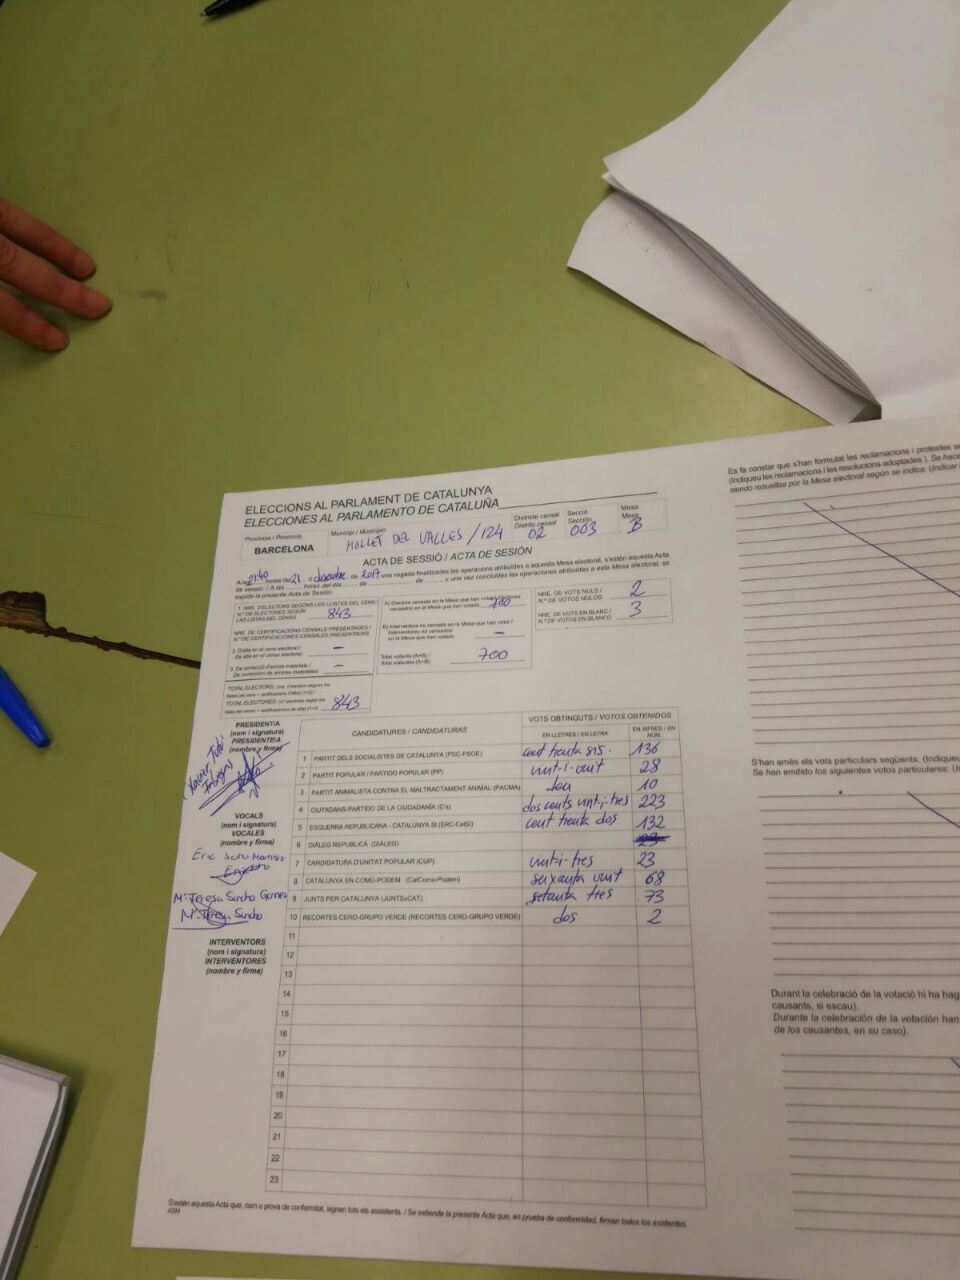 ELECCIONS AL PARLAMENT DE CATALUNYA
ELECCIONES AL PARLAMENTO DE CATALUÑA
Província / Provincia
BARCELONA
Municipi / Municipio
MOLLET DEL VALLES / 124
Districte censal
Distrito censal
02
Secció
Sección
003
Mesa
Mesa
B
ACTA DE SESSIÓ / ACTA DE SESIÓN
A les 21:40 hores del 21 d desembre de 2017 una vegada finalitzades les operacions atribuïdes a aquesta Mesa electoral, s'estén aquesta Acta
de sessió: / A las ........ horas del día ...... de ................ de ........, y una vez concluidas las operaciones atribuidas a esta Mesa electoral, se
expide la presente Acta de Sesión.
1. NRE. D'ELECTORS SEGONS LES LLISTES DEL CENS
N.º DE ELECTORES SEGÚN
LAS LISTAS DEL CENSO
843
NRE. DE CERTIFICACIONS CENSALS PRESENTADES /
N.º DE CERTIFICACIONES CENSALES PRESENTADAS
2. D'alta en el cens electoral /
De alta en el censo electoral
–
3. De correcció d'errors materials /
De corrección de errores materiales
–
TOTAL ELECTORS:
TOTAL ELECTORES:
843
A) Electors censats en la Mesa que han votat /
censados en la Mesa que han votado
700
B) Interventors no censats en la Mesa que han votat /
Interventores no censados
en la Mesa que han votado
–
Total votants (A+B) /
Total votantes (A+B)
700
NRE. DE VOTS NULS /
N.º DE VOTOS NULOS
2
NRE. DE VOTS EN BLANC /
N.º DE VOTOS EN BLANCO
3
PRESIDENT/A
(nom i signatura)
PRESIDENTE/A
(nombre y firma)
Xavier
VOCALS
(nom i signatura)
VOCALES
(nombre y firma)
Èric Martínez
Mª Teresa Sancho Gomez
Mª Teresa Sancho
INTERVENTORS
(nom i signatura)
INTERVENTORES
(nombre y firma)
CANDIDATURES / CANDIDATURAS
VOTS OBTINGUTS / VOTOS OBTENIDOS
EN LLETRES / EN LETRA
EN XIFRES / EN NÚM.
1 PARTIT DELS SOCIALISTES DE CATALUNYA (PSC-PSOE) cent trenta sis. 136
2 PARTIT POPULAR / PARTIDO POPULAR (PP) vint-i-vuit 28
3 PARTIT ANIMALISTA CONTRA EL MALTRACTAMENT ANIMAL (PACMA) deu 10
4 CIUTADANS-PARTIDO DE LA CIUDADANÍA (C's) dos cents vint-i-tres 223
5 ESQUERRA REPUBLICANA - CATALUNYA SÍ (ERC-CatSí) cent trenta dos 132
6 DIÀLEG REPUBLICÀ (DIÀLEG)
7 CANDIDATURA D'UNITAT POPULAR (CUP) vint-i-tres 23
8 CATALUNYA EN COMÚ-PODEM (CatComú-Podem) seixanta vuit 68
9 JUNTS PER CATALUNYA (JUNTSxCAT) setanta tres 73
10 RECORTES CERO-GRUPO VERDE (RECORTES CERO-GRUPO VERDE) dos 2
11
12
13
14
15
16
17
18
19
20
21
22
23
S'estén aquesta Acta que, com a prova de conformitat, signen tots els assistents. / Se extiende la presente Acta que, en prueba de conformidad, firman todos los asistentes.
ASM
Es fa constar que s'han formulat les reclamacions i protestes
(Indiqueu les reclamacions i les resolucions adoptades.). Se hace
siendo resueltas por la Mesa electoral según se indica: (Indicar
S'han emès els vots particulars següents. (Indiqueu
Se han emitido los siguientes votos particulares:
Durant la celebració de la votació hi ha hag
causants, si escau).
Durante la celebración de la votación han
de los causantes, en su caso).